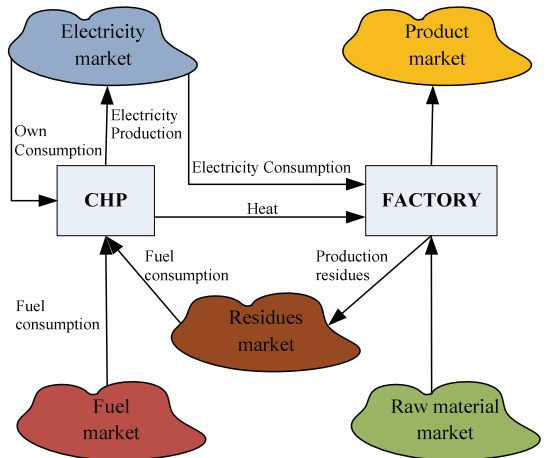 Electricity
market
Product
market
Electricity
Production
Own
Consumption
Electricity Consumption
CHP
FACTORY
Heat
Fuel
consumption
Production
residues
Fuel
consumption
Residues
market
Fuel
market
Raw material
market